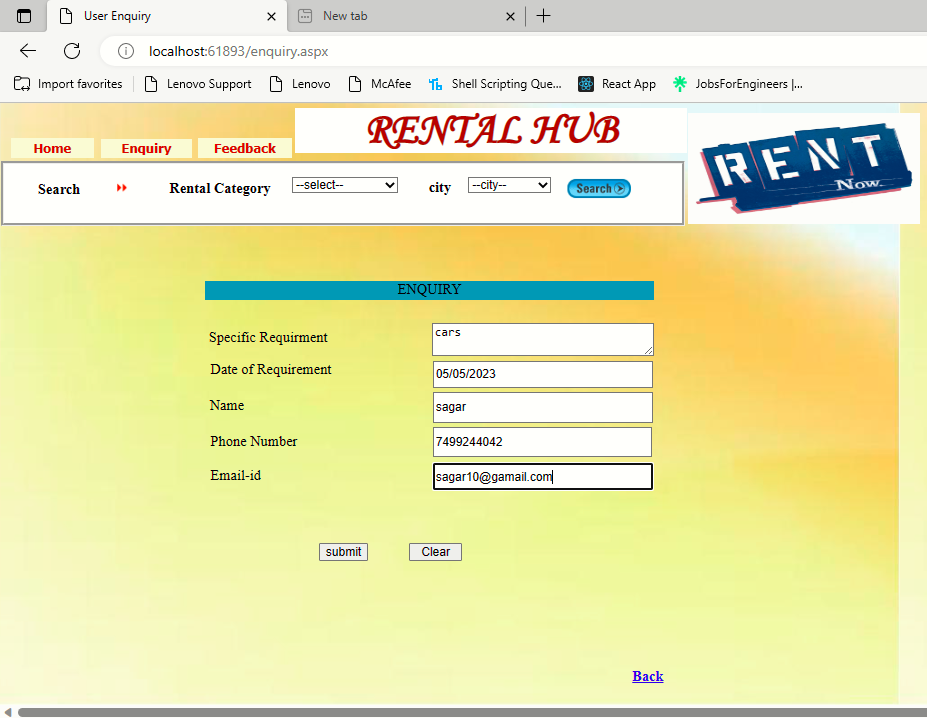 User Enquiry
New tab
localhost:61893/enquiry.aspx
Import favorites
Lenovo Support
Lenovo
McAfee
Shell Scripting Que...
React App
JobsForEngineers |...
RENTAL HUB
RENT
Now
Home
Enquiry
Feedback
Search
Rental Category
--select--
city
--city--
Search
ENQUIRY
Specific Requirment
cars
Date of Requirement
05/05/2023
Name
sagar
Phone Number
7499244042
Email-id
sagar10@gamail.com
submit
Clear
Back